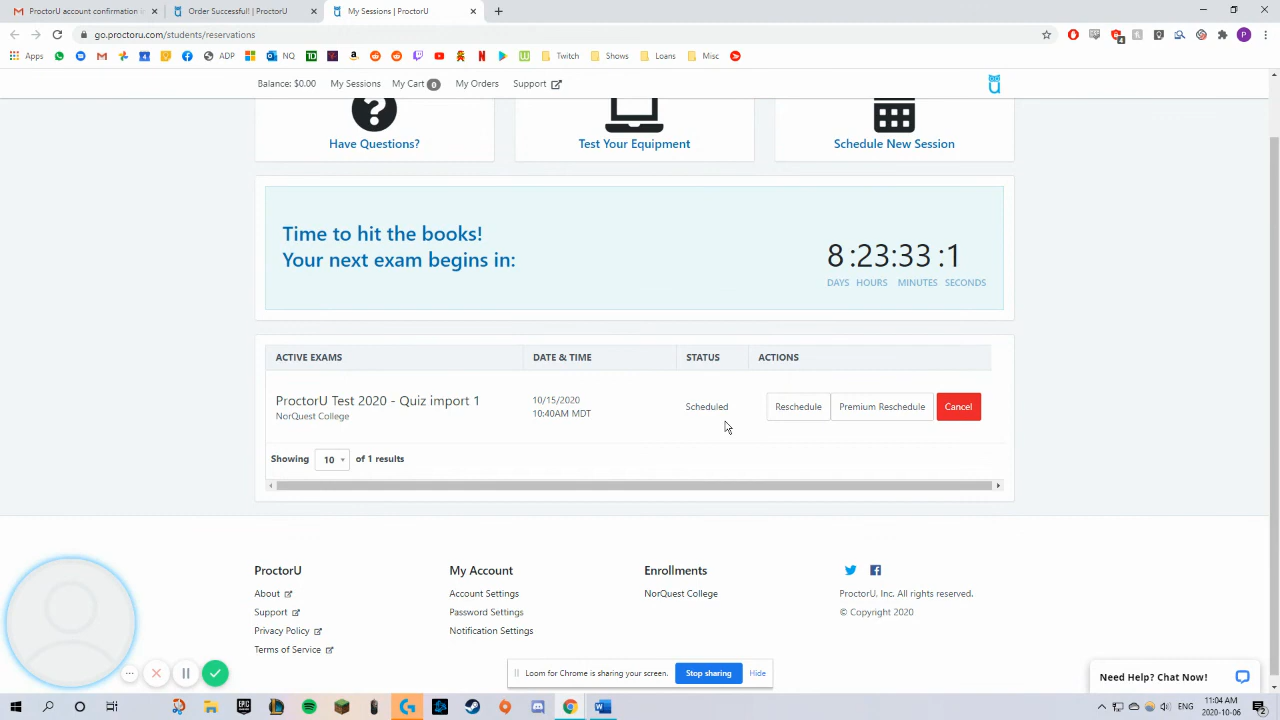 ProctorU account confirmation
Order Successful! | ProctorU
My Sessions | ProctorU
go.proctoru.com/students/reservations
4
P
Apps
ADP
NQ
Twitch
Shows
Loans
Misc
Balance: $0.00
My Sessions
My Cart 0
My Orders
Support
Have Questions?
Test Your Equipment
Schedule New Session
Time to hit the books!
Your next exam begins in:
8 :23:33 :1
DAYS HOURS MINUTES SECONDS
ACTIVE EXAMS DATE & TIME STATUS ACTIONS
ProctorU Test 2020 - Quiz import 1
NorQuest College
10/15/2020
10:40AM MDT
Scheduled
Reschedule
Premium Reschedule
Cancel
Showing 10 of 1 results
ProctorU
About
Support
Privacy Policy
Terms of Service
My Account
Account Settings
Password Settings
Notification Settings
Enrollments
NorQuest College
ProctorU, Inc. All rights reserved.
© Copyright 2020
Loom for Chrome is sharing your screen. Stop sharing Hide
Need Help? Chat Now!
EPIC
11:04 AM
2020-10-06
2